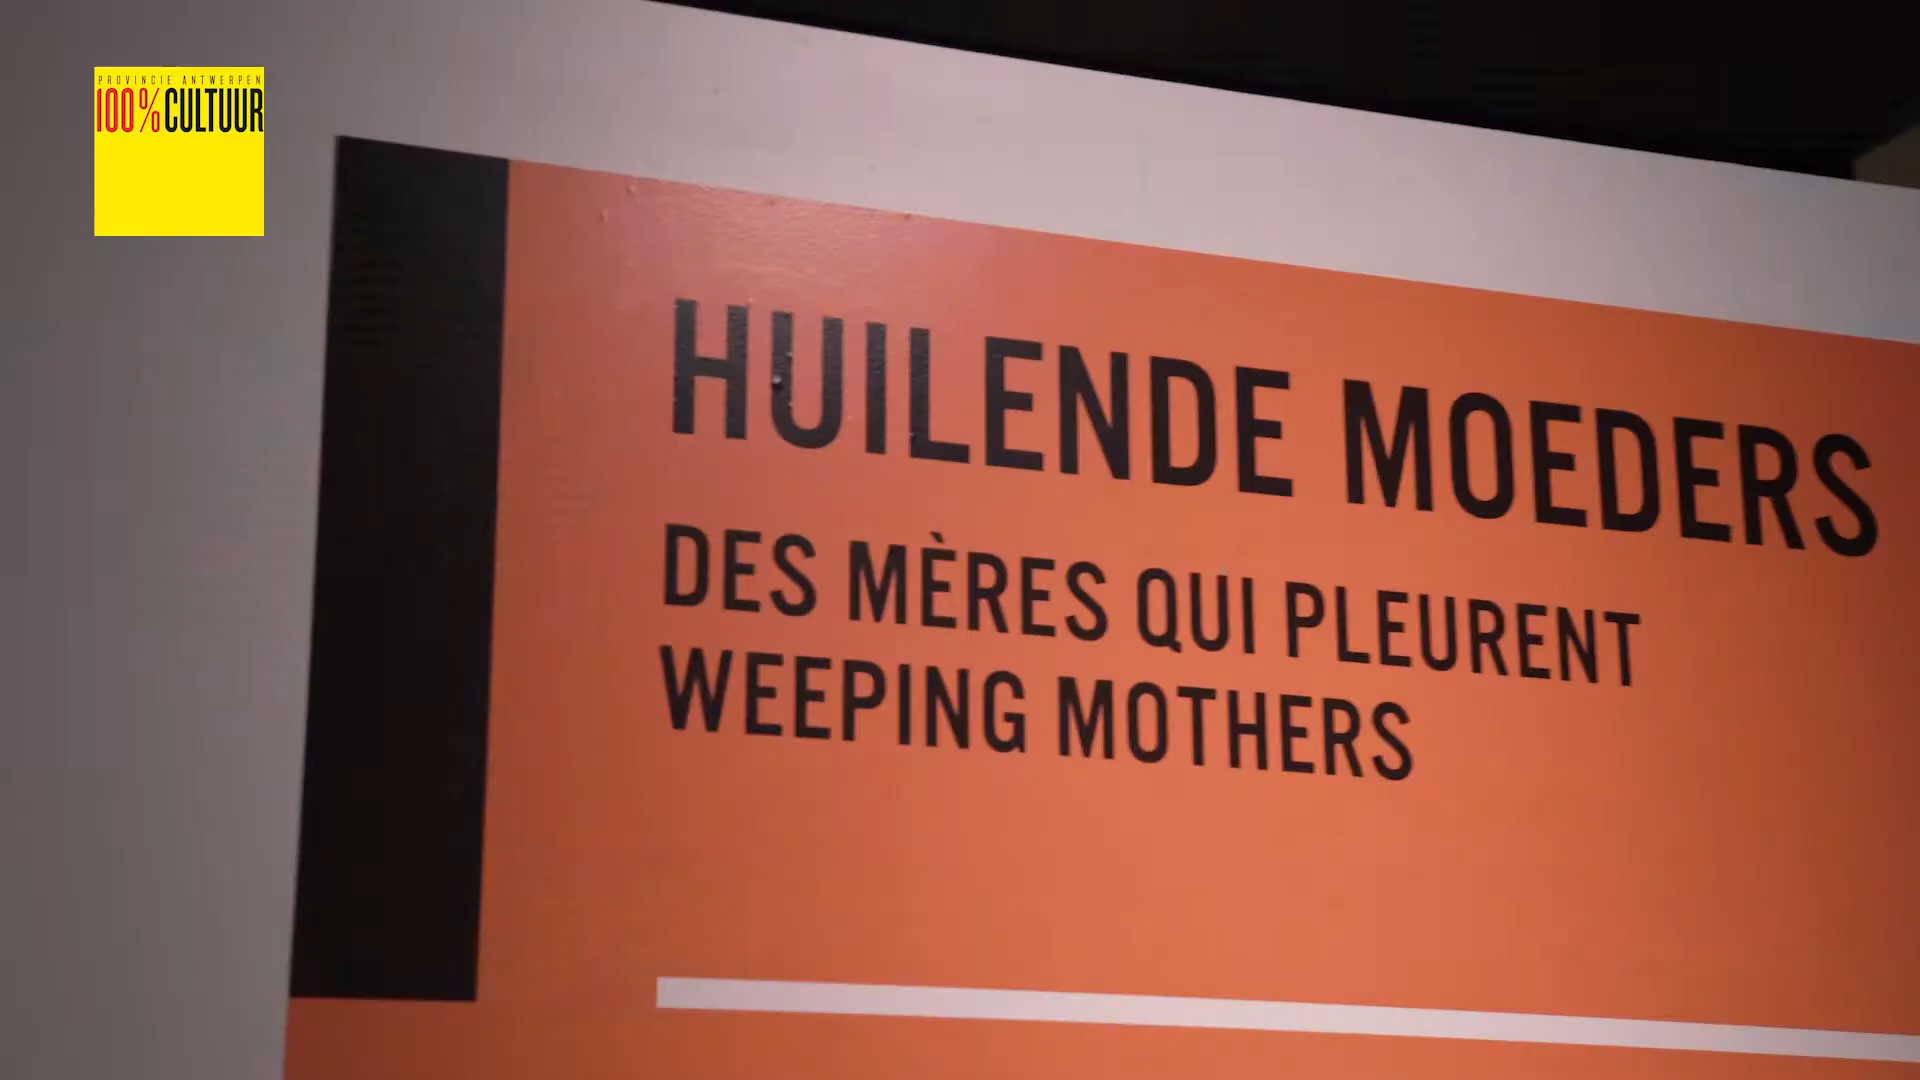 PROVINCIE ANTWERPEN
100% CULTUUR
HUILENDE MOEDERS
DES MÈRES QUI PLEURENT
WEEPING MOTHERS